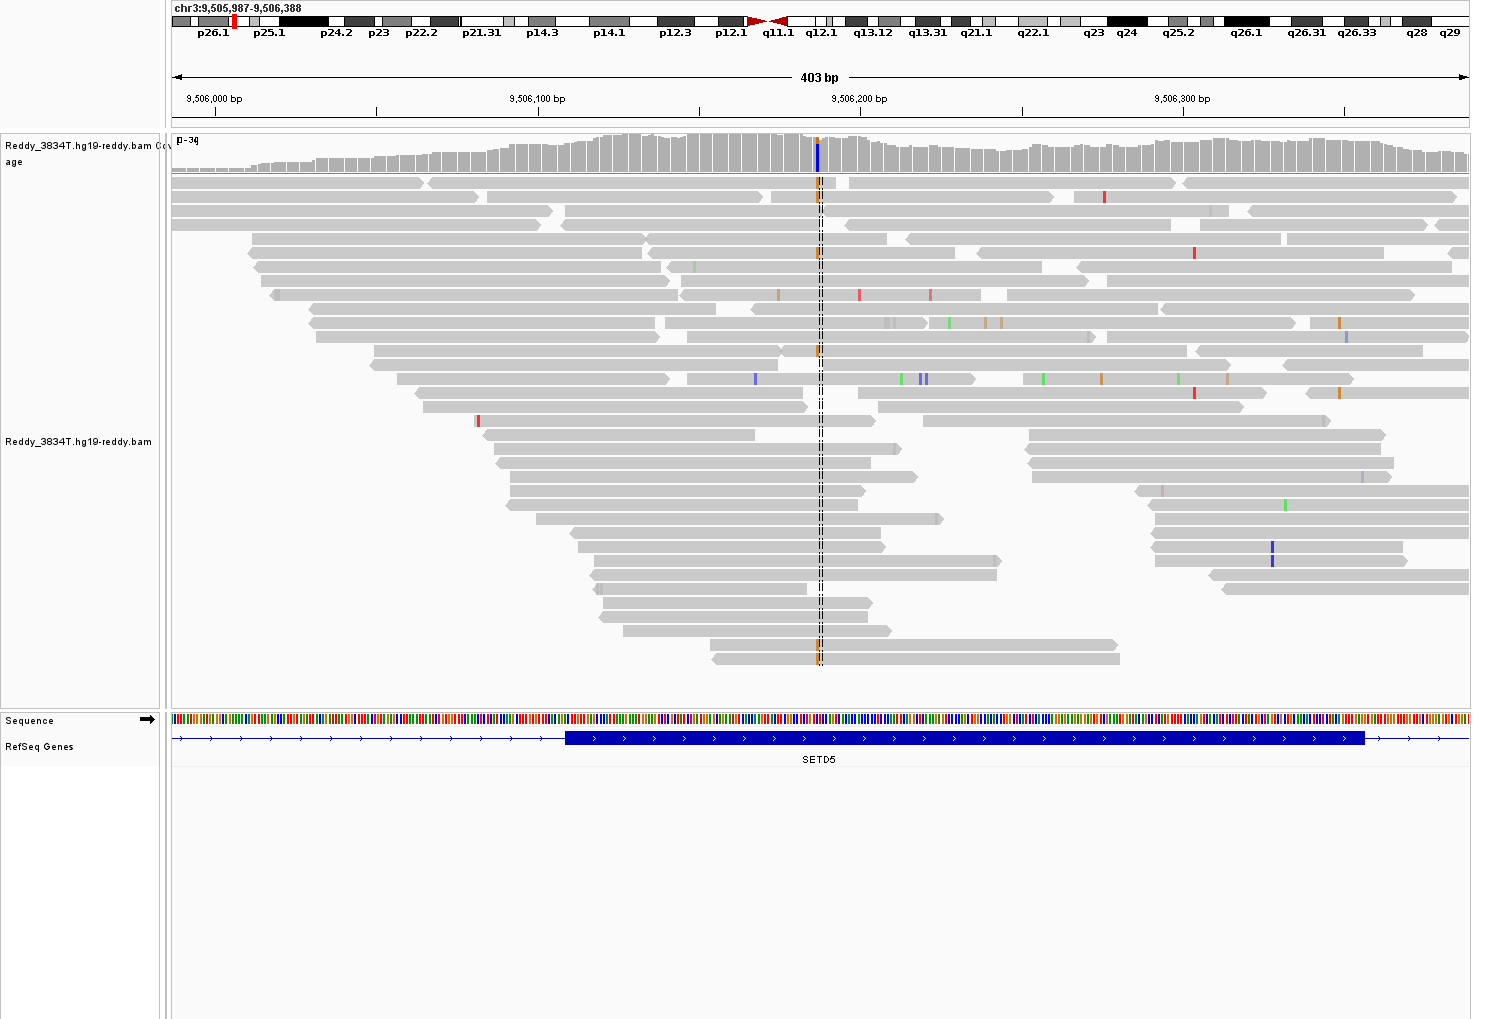 chr3:9,505,987-9,506,388
p26.1 p25.1 p24.2 p23 p22.2 p21.31 p14.3 p14.1 p12.3 p12.1 q11.1 q12.1 q13.12 q13.31 q21.1 q22.1 q23 q24 q25.2 q26.1 q26.31 q26.33 q28 q29
403 bp
9,506,000 bp 9,506,100 bp 9,506,200 bp 9,506,300 bp
Reddy_3834T.hg19-reddy.bam Cov
age
Reddy_3834T.hg19-reddy.bam
Sequence
RefSeq Genes
SETD5